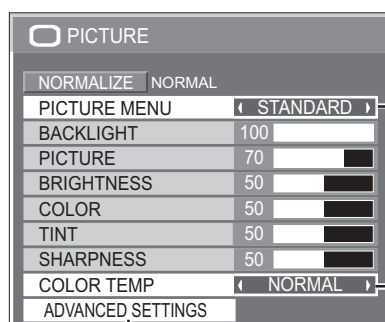 PICTURE
NORMALIZE NORMAL
PICTURE MENU STANDARD
BACKLIGHT 100
PICTURE 70
BRIGHTNESS 50
COLOR 50
TINT 50
SHARPNESS 50
COLOR TEMP NORMAL
ADVANCED SETTINGS